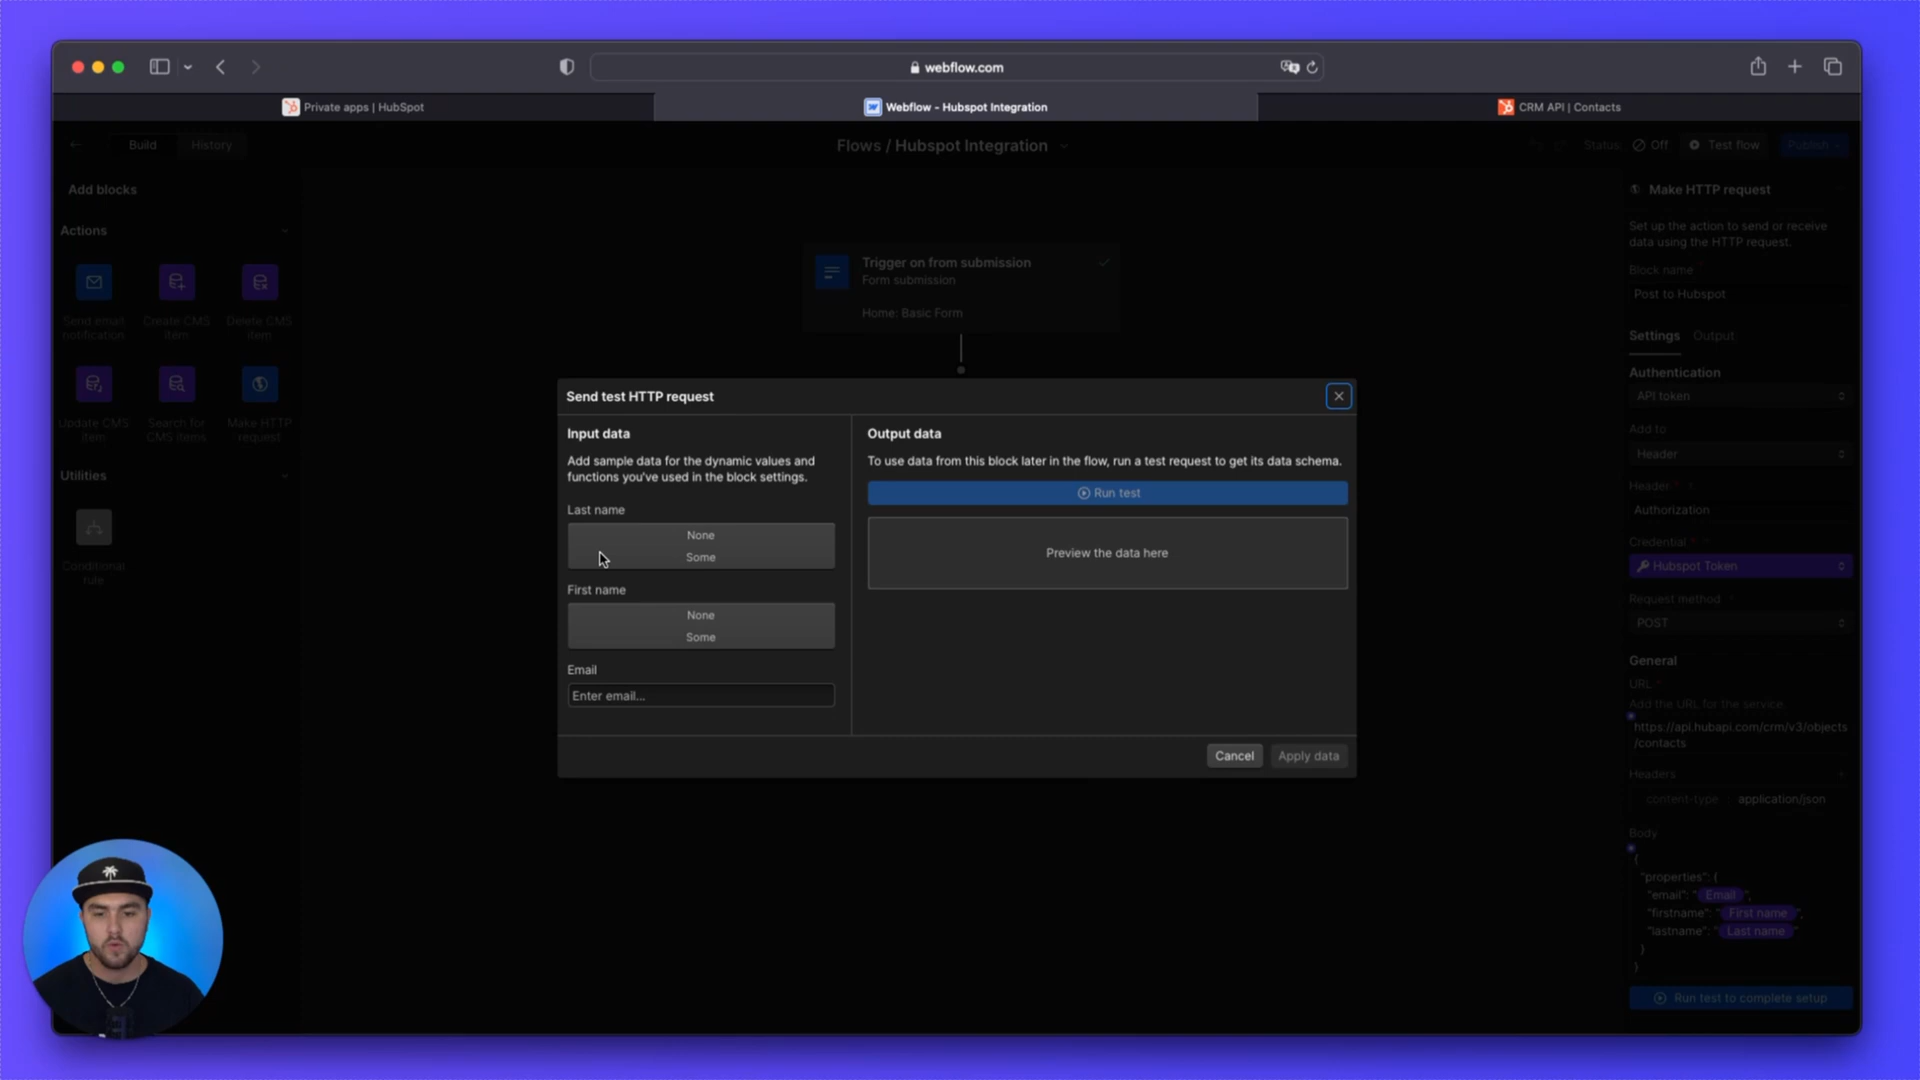 webflow.com
Private apps | HubSpot
Webflow - Hubspot Integration
CRM API | Contacts
Build
History
Flows / Hubspot Integration
Status:
Off
Test flow
Publish
Add blocks
Actions
Send email
notification
Create CMS
item
Delete CMS
item
Update CMS
item
Search for
CMS items
Make HTTP
request
Utilities
Conditional
rule
Trigger on from submission
Form submission
Home: Basic Form
Send test HTTP request
Input data
Add sample data for the dynamic values and
functions you've used in the block settings.
Last name
None
Some
First name
None
Some
Email
Enter email...
Output data
To use data from this block later in the flow, run a test request to get its data schema.
Run test
Preview the data here
Cancel
Apply data
Make HTTP request
Set up the action to send or receive
data using the HTTP request.
Block name
Post to Hubspot
Settings
Output
Authentication
API token
Add to
Header
Header *
Authorization
Credential *
Hubspot Token
Request method
POST
General
URL *
Add the URL for the service
https://api.hubapi.com/crm/v3/objects
/contacts
Headers
content-type
application/json
Body
{
"properties": {
"email": "Email",
"firstname": "First name",
"lastname": "Last name"
}
}
Run test to complete setup